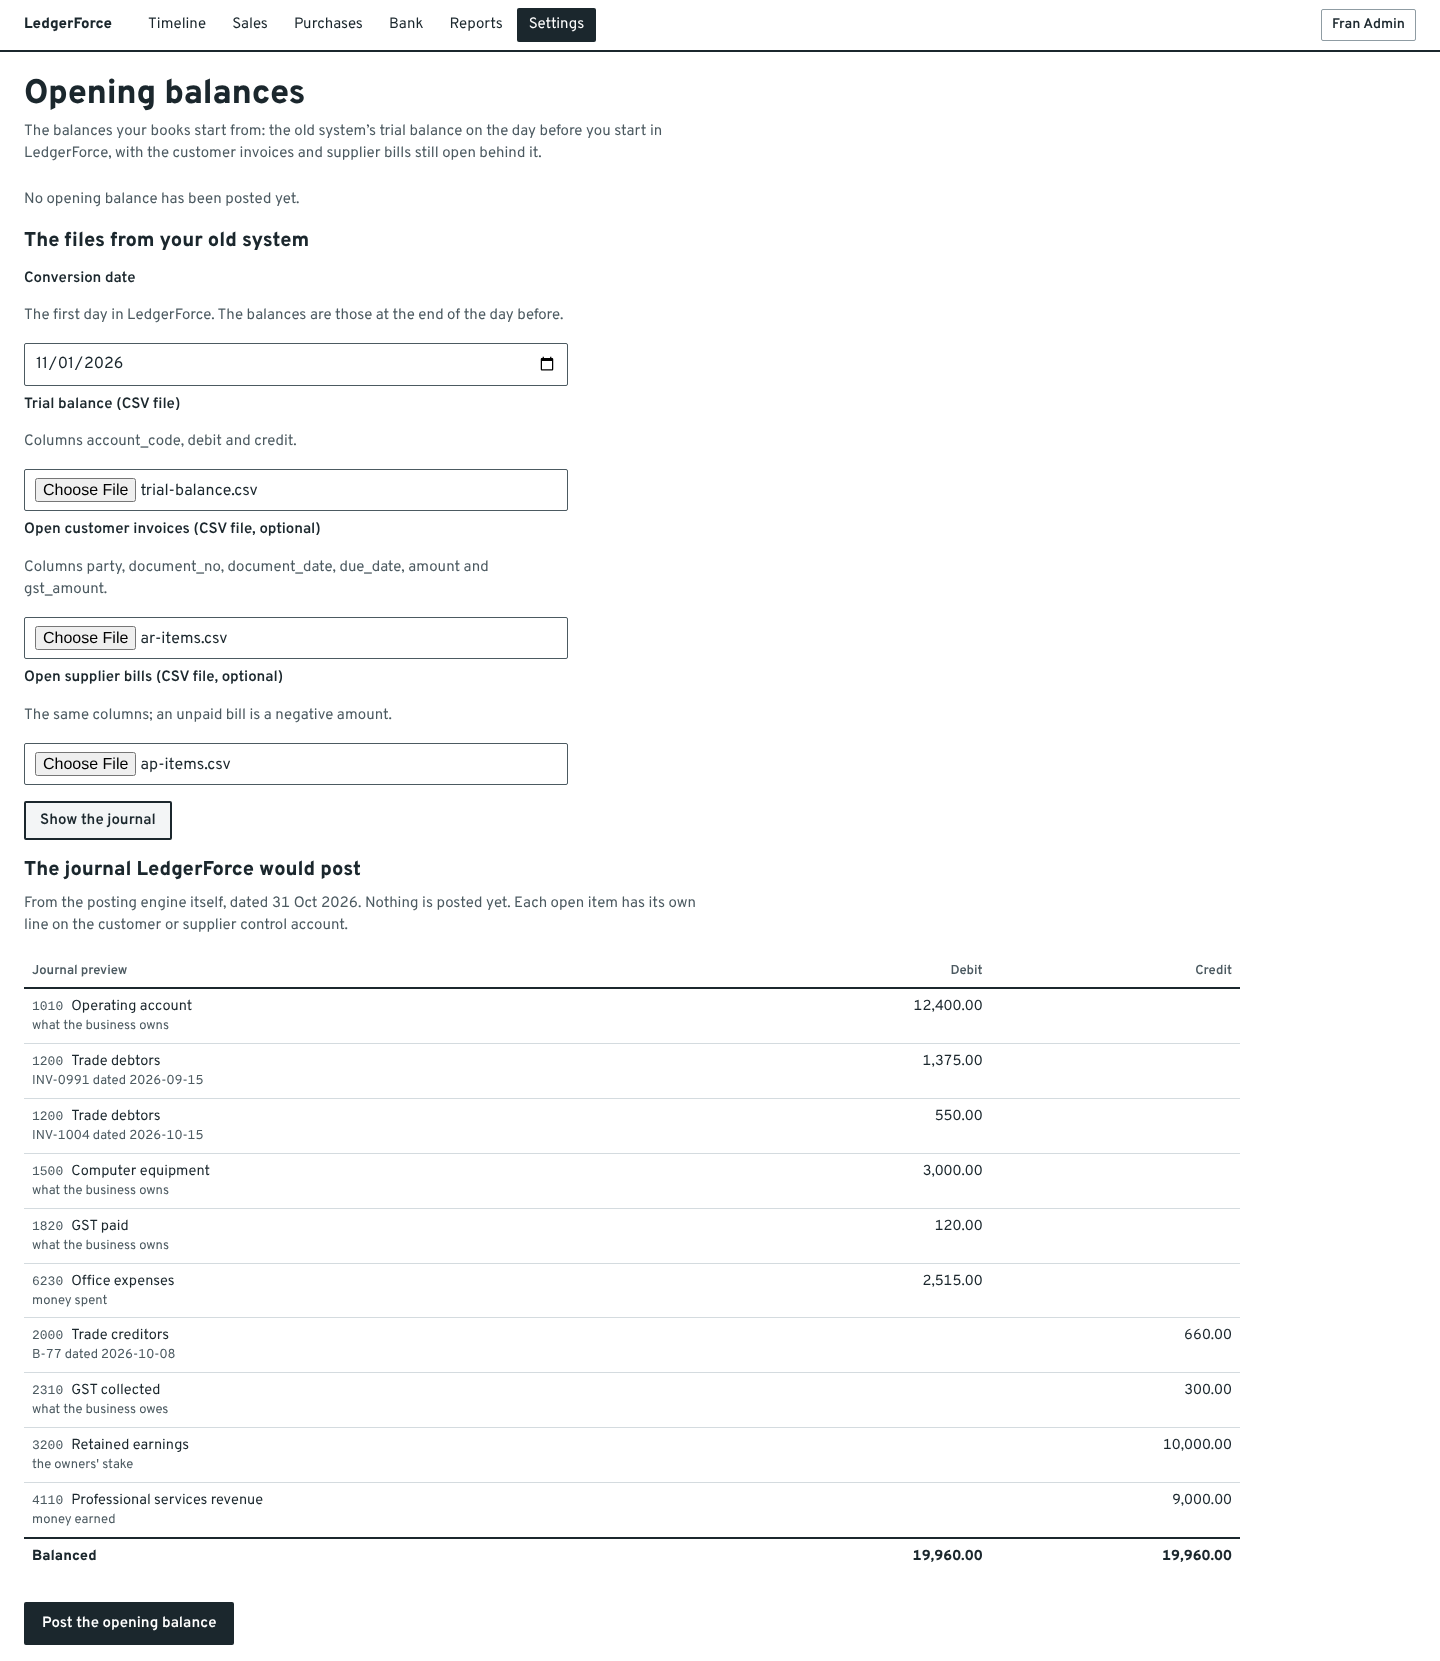 LedgerForce Timeline Sales Purchases Bank Reports Settings Fran Admin
Opening balances
The balances your books start from: the old system’s trial balance on the day before you start in
LedgerForce, with the customer invoices and supplier bills still open behind it.
No opening balance has been posted yet.
The files from your old system
Conversion date
The first day in LedgerForce. The balances are those at the end of the day before.
11/01/2026
Trial balance (CSV file)
Columns account_code, debit and credit.
Choose File trial-balance.csv
Open customer invoices (CSV file, optional)
Columns party, document_no, document_date, due_date, amount and
gst_amount.
Choose File ar-items.csv
Open supplier bills (CSV file, optional)
The same columns; an unpaid bill is a negative amount.
Choose File ap-items.csv
Show the journal
The journal LedgerForce would post
From the posting engine itself, dated 31 Oct 2026. Nothing is posted yet. Each open item has its own
line on the customer or supplier control account.
Journal preview Debit Credit
1010 Operating account 12,400.00
what the business owns
1200 Trade debtors 1,375.00
INV-0991 dated 2026-09-15
1200 Trade debtors 550.00
INV-1004 dated 2026-10-15
1500 Computer equipment 3,000.00
what the business owns
1820 GST paid 120.00
what the business owns
6230 Office expenses 2,515.00
money spent
2000 Trade creditors 660.00
B-77 dated 2026-10-08
2310 GST collected 300.00
what the business owes
3200 Retained earnings 10,000.00
the owners' stake
4110 Professional services revenue 9,000.00
money earned
Balanced 19,960.00 19,960.00
Post the opening balance